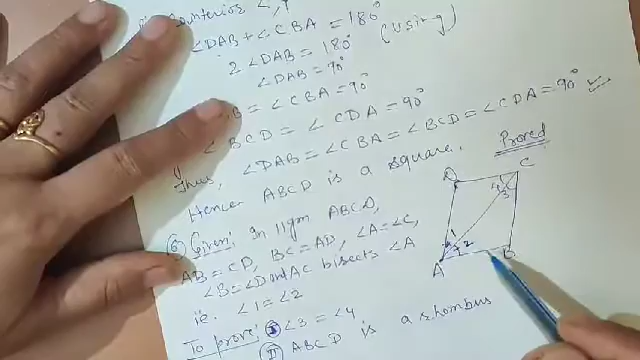 ∠DAB + ∠CBA = 180° (Using)
2 ∠DAB = 180°
∠DAB = 90°
= ∠CBA = 90°
∠BCD = ∠CDA = 90°
Thus, ∠DAB = ∠CBA = ∠BCD = ∠CDA = 90°
Hence ABCD is a square. Proved
⑥ Given: In llgm ABCD,
AB = CD, BC = AD, ∠A = ∠C,
∠B = ∠D and AC bisects ∠A
ie. ∠1 = ∠2
To prove: Ⓘ ∠3 = ∠4
Ⓘ ABCD is a rhombus
D C
4 3
1 2
A B